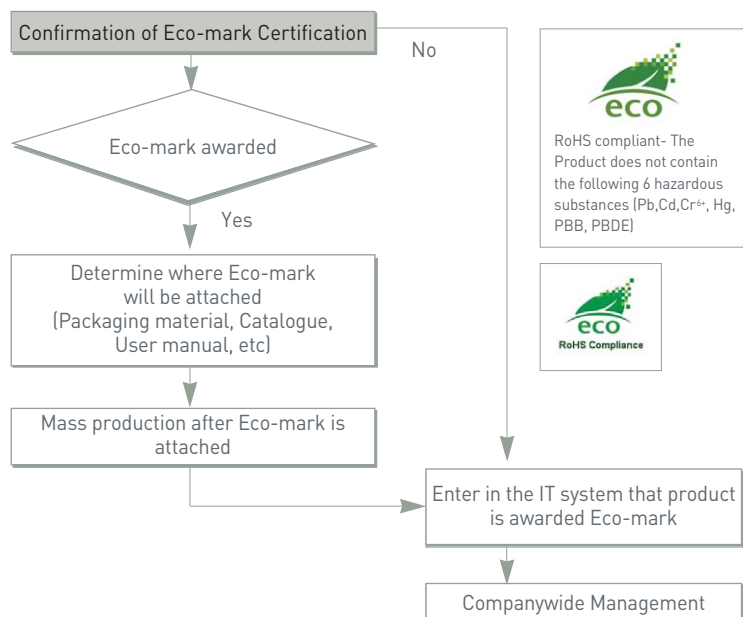 Confirmation of Eco-mark Certification
No
Eco-mark awarded
Yes
Determine where Eco-mark
will be attached
(Packaging material, Catalogue,
User manual, etc)
Mass production after Eco-mark is
attached
eco
RoHS compliant- The
Product does not contain
the following 6 hazardous
substances (Pb,Cd,Cr⁶⁺, Hg,
PBB, PBDE)
eco
RoHS Compliance
Enter in the IT system that product
is awarded Eco-mark
Companywide Management